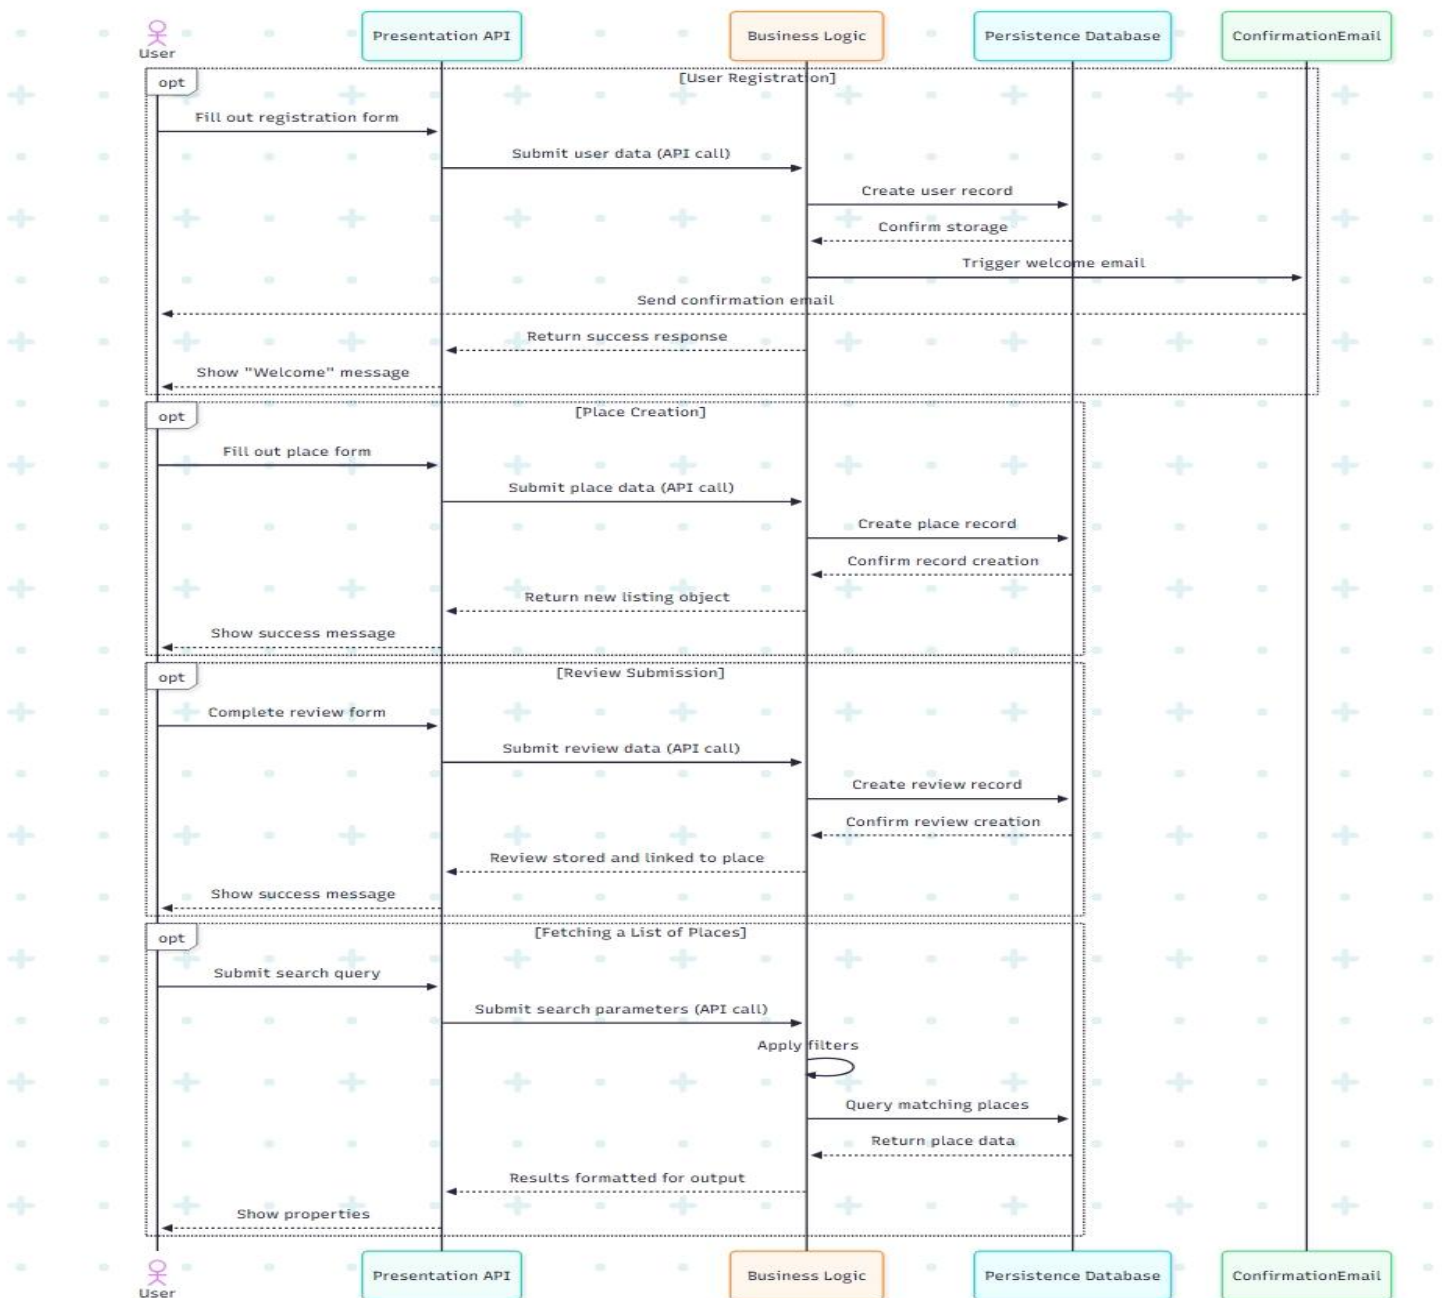 User
Presentation API
Business Logic
Persistence Database
ConfirmationEmail
opt
[User Registration]
Fill out registration form
Submit user data (API call)
Create user record
Confirm storage
Trigger welcome email
Send confirmation email
Return success response
Show "Welcome" message
opt
[Place Creation]
Fill out place form
Submit place data (API call)
Create place record
Confirm record creation
Return new listing object
Show success message
opt
[Review Submission]
Complete review form
Submit review data (API call)
Create review record
Confirm review creation
Review stored and linked to place
Show success message
opt
[Fetching a List of Places]
Submit search query
Submit search parameters (API call)
Apply filters
Query matching places
Return place data
Results formatted for output
Show properties
User
Presentation API
Business Logic
Persistence Database
ConfirmationEmail